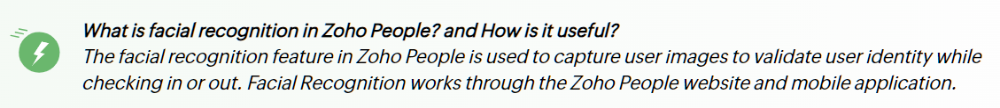 What is facial recognition in Zoho People? and How is it useful?
The facial recognition feature in Zoho People is used to capture user images to validate user identity while
checking in or out. Facial Recognition works through the Zoho People website and mobile application.